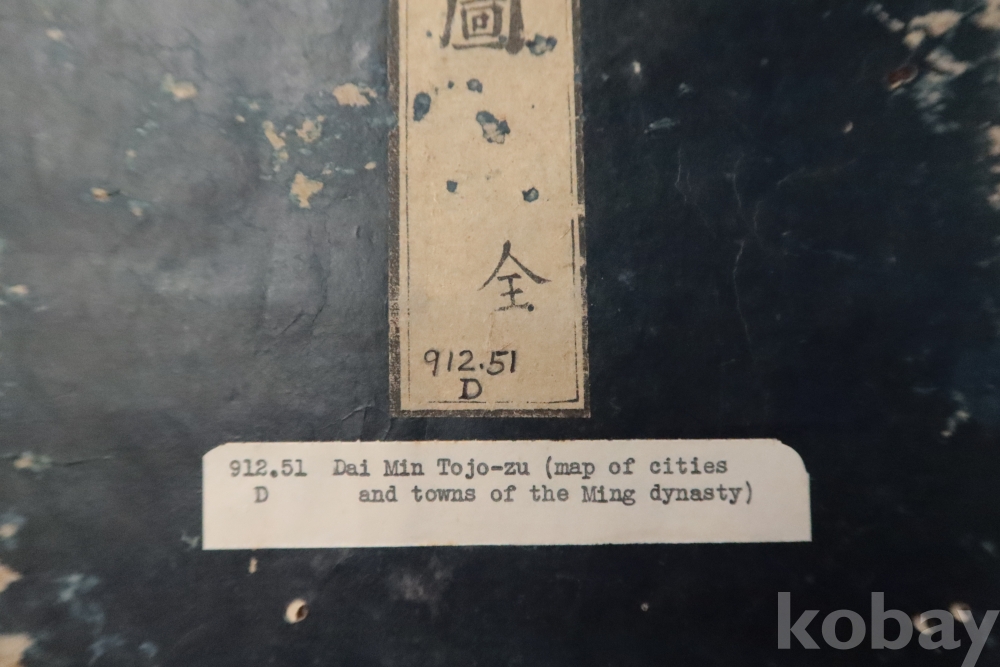 圖
全
912.51
D
912.51 Dai Min Tojo-zu (map of cities
D and towns of the Ming dynasty)
kobay